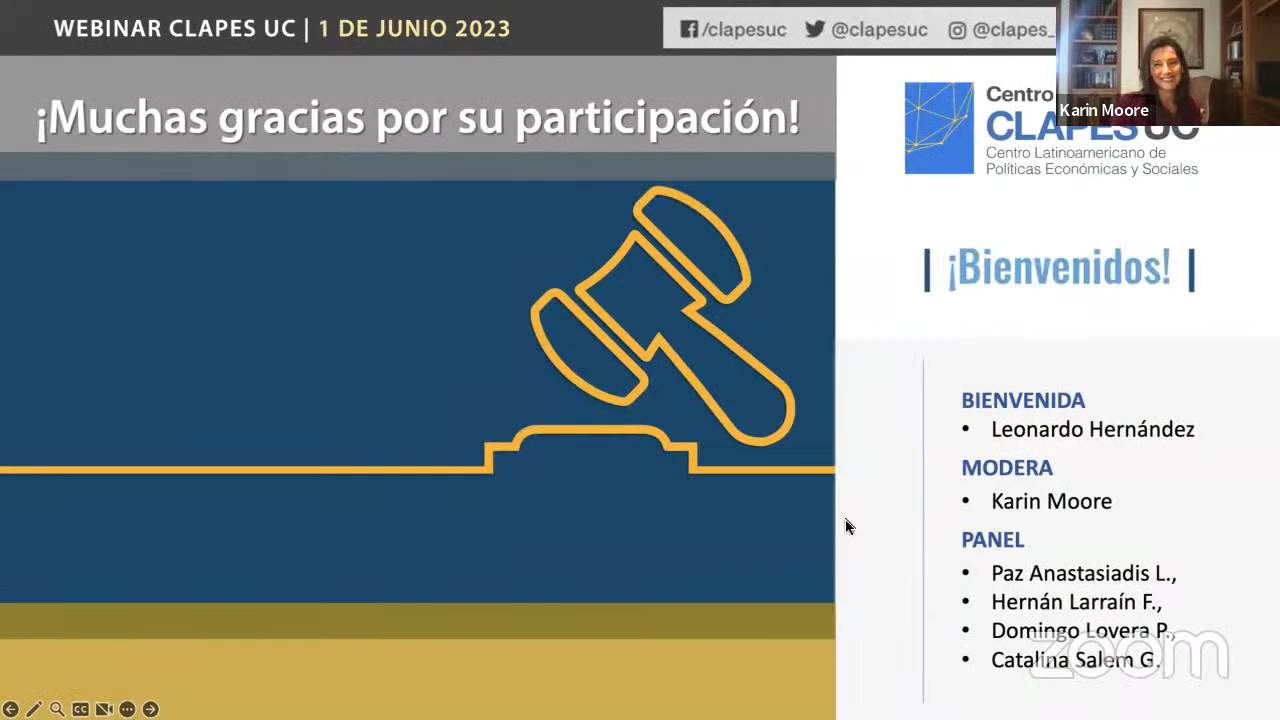 WEBINAR CLAPES UC | 1 DE JUNIO 2023
/clapesuc @clapesuc @clapes_
Karin Moore
¡Muchas gracias por su participación!
Centro
CLAPES UC
Centro Latinoamericano de
Políticas Económicas y Sociales
| ¡Bienvenidos! |
BIENVENIDA
• Leonardo Hernández
MODERA
• Karin Moore
PANEL
• Paz Anastasiadis L.,
• Hernán Larraín F.,
• Domingo Lovera P.,
• Catalina Salem G.
zoom
CC